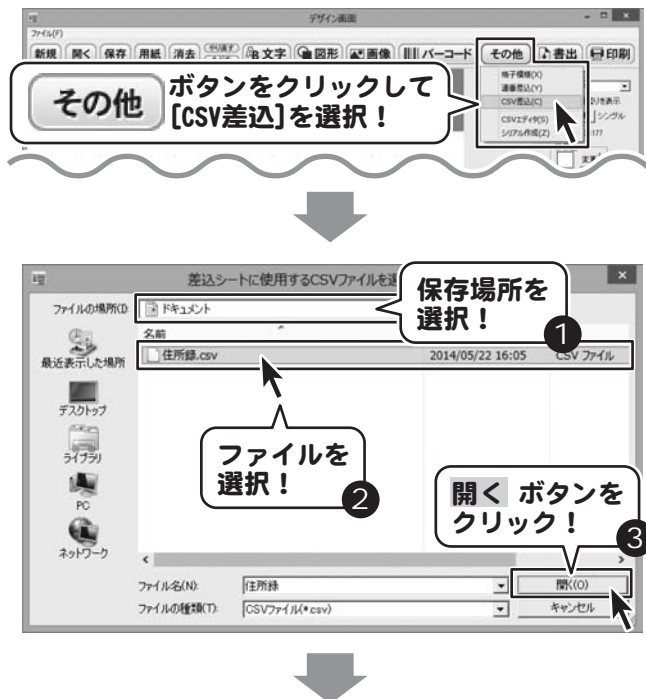 デザイン画面
ファイル(F)
新規 開く 保存 用紙 消去 やり直す A文字 図形 画像 バーコード その他 書出 印刷
格子模様(X)
連番差込(Y)
CSV差込(C)
CSVエディタ(S)
シリアル作成(Z)
を表示
シングル
変更
その他 ボタンをクリックして
[CSV差込]を選択！
差込シートに使用するCSVファイルを選
ファイルの場所(I):
ドキュメント
保存場所を
選択！
1
名前
住所録.csv 2014/05/22 16:05 CSV ファイル
最近表示した場所
デスクトップ
ライブラリ
PC
ネットワーク
ファイルを
選択！
2
開く ボタンを
クリック！
3
ファイル名(N): 住所録 開く(O)
ファイルの種類(T): CSVファイル(*.csv) キャンセル